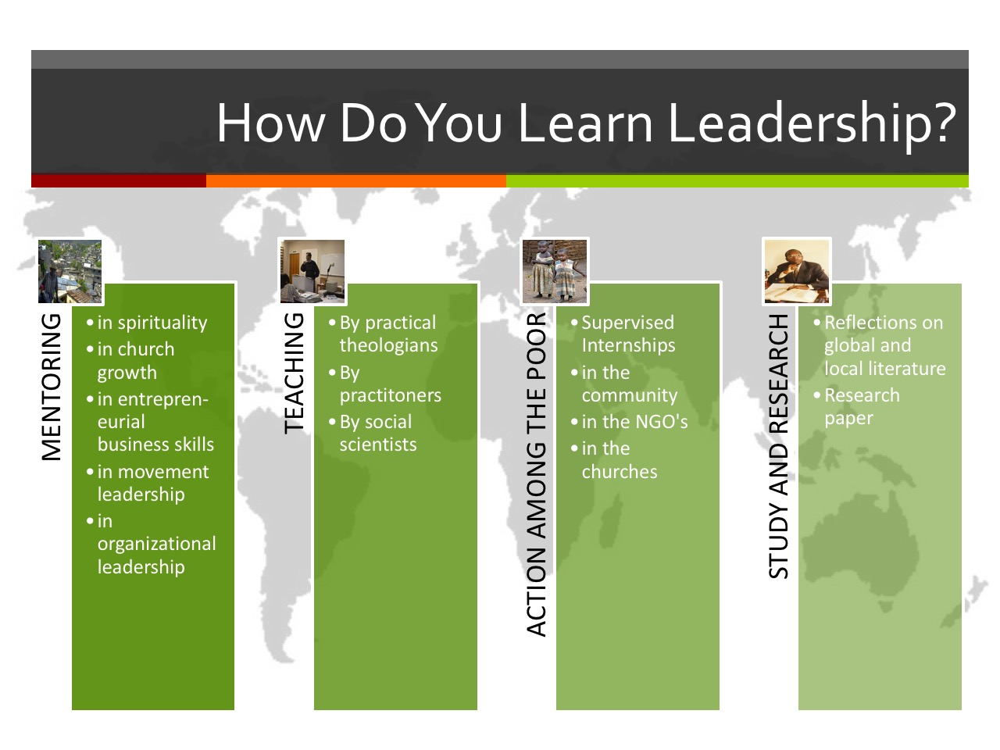 How Do You Learn Leadership?
MENTORING
•in spirituality
•in church
growth
•in entrepren-
eurial
business skills
•in movement
leadership
•in
organizational
leadership
TEACHING
•By practical
theologians
•By
practitoners
•By social
scientists
ACTION AMONG THE POOR
•Supervised
Internships
•in the
community
•in the NGO's
•in the
churches
STUDY AND RESEARCH
•Reflections on
global and
local literature
•Research
paper